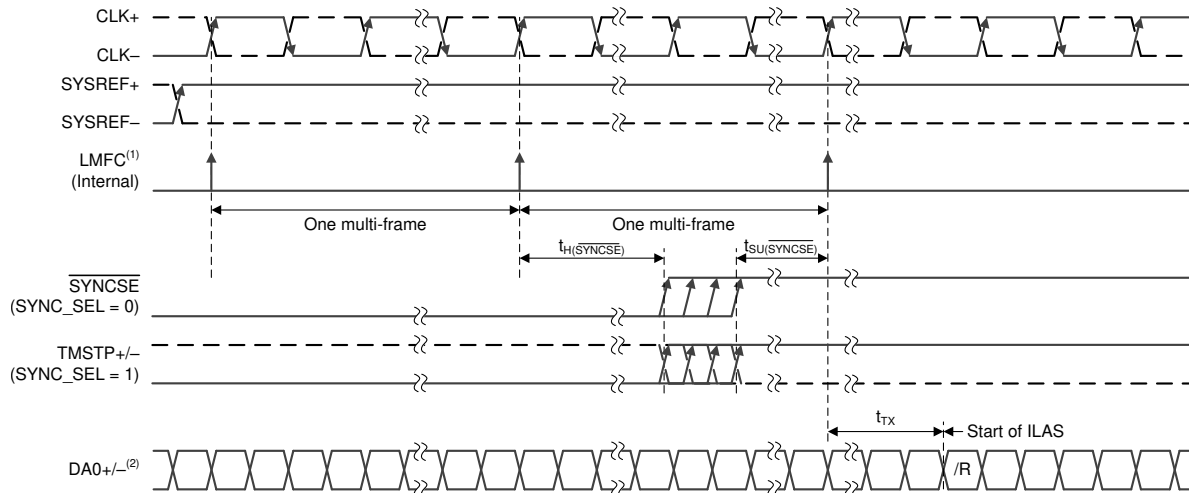 CLK+
CLK–
SYSREF+
SYSREF–
LMFC(1)
(Internal)
One multi-frame
One multi-frame
tH(SYNCSE)
tSU(SYNCSE)
SYNCSE
(SYNC_SEL = 0)
TMSTP+/–
(SYNC_SEL = 1)
tTX
Start of ILAS
DA0+/–(2)
/R